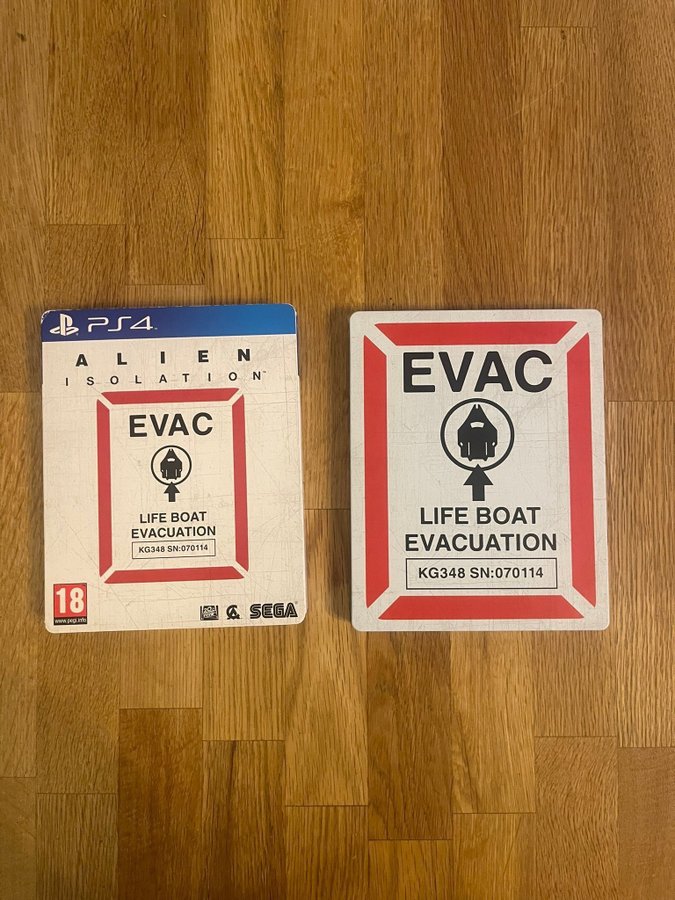 PS4
ALIEN
ISOLATION™
EVAC
LIFE BOAT
EVACUATION
KG348 SN:070114
18
www.pegi.info
SEGA
EVAC
LIFE BOAT
EVACUATION
KG348 SN:070114